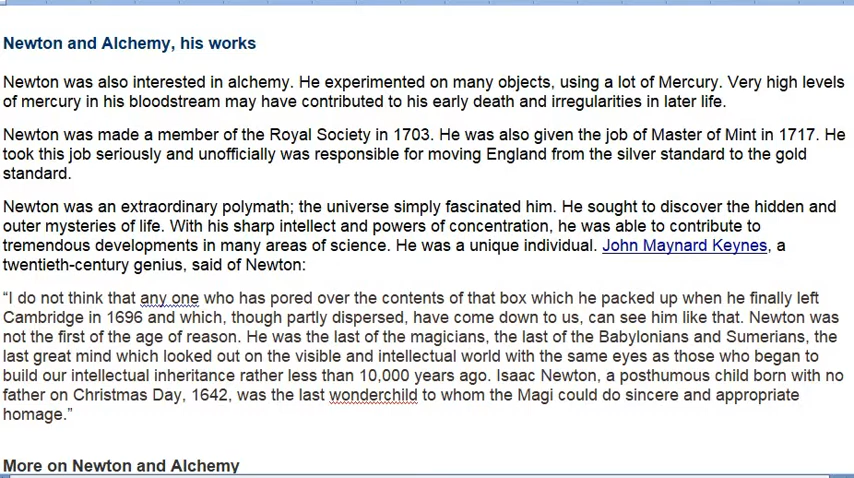 Newton and Alchemy, his works
Newton was also interested in alchemy. He experimented on many objects, using a lot of Mercury. Very high levels
of mercury in his bloodstream may have contributed to his early death and irregularities in later life.
Newton was made a member of the Royal Society in 1703. He was also given the job of Master of Mint in 1717. He
took this job seriously and unofficially was responsible for moving England from the silver standard to the gold
standard.
Newton was an extraordinary polymath; the universe simply fascinated him. He sought to discover the hidden and
outer mysteries of life. With his sharp intellect and powers of concentration, he was able to contribute to
tremendous developments in many areas of science. He was a unique individual. John Maynard Keynes, a
twentieth-century genius, said of Newton:
“I do not think that any one who has pored over the contents of that box which he packed up when he finally left
Cambridge in 1696 and which, though partly dispersed, have come down to us, can see him like that. Newton was
not the first of the age of reason. He was the last of the magicians, the last of the Babylonians and Sumerians, the
last great mind which looked out on the visible and intellectual world with the same eyes as those who began to
build our intellectual inheritance rather less than 10,000 years ago. Isaac Newton, a posthumous child born with no
father on Christmas Day, 1642, was the last wonderchild to whom the Magi could do sincere and appropriate
homage.”
More on Newton and Alchemy